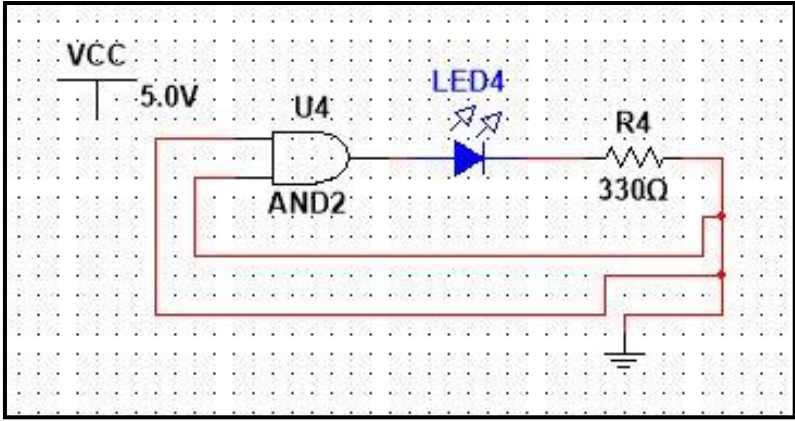 VCC
5.0V
U4
AND2
LED4
R4
330Ω